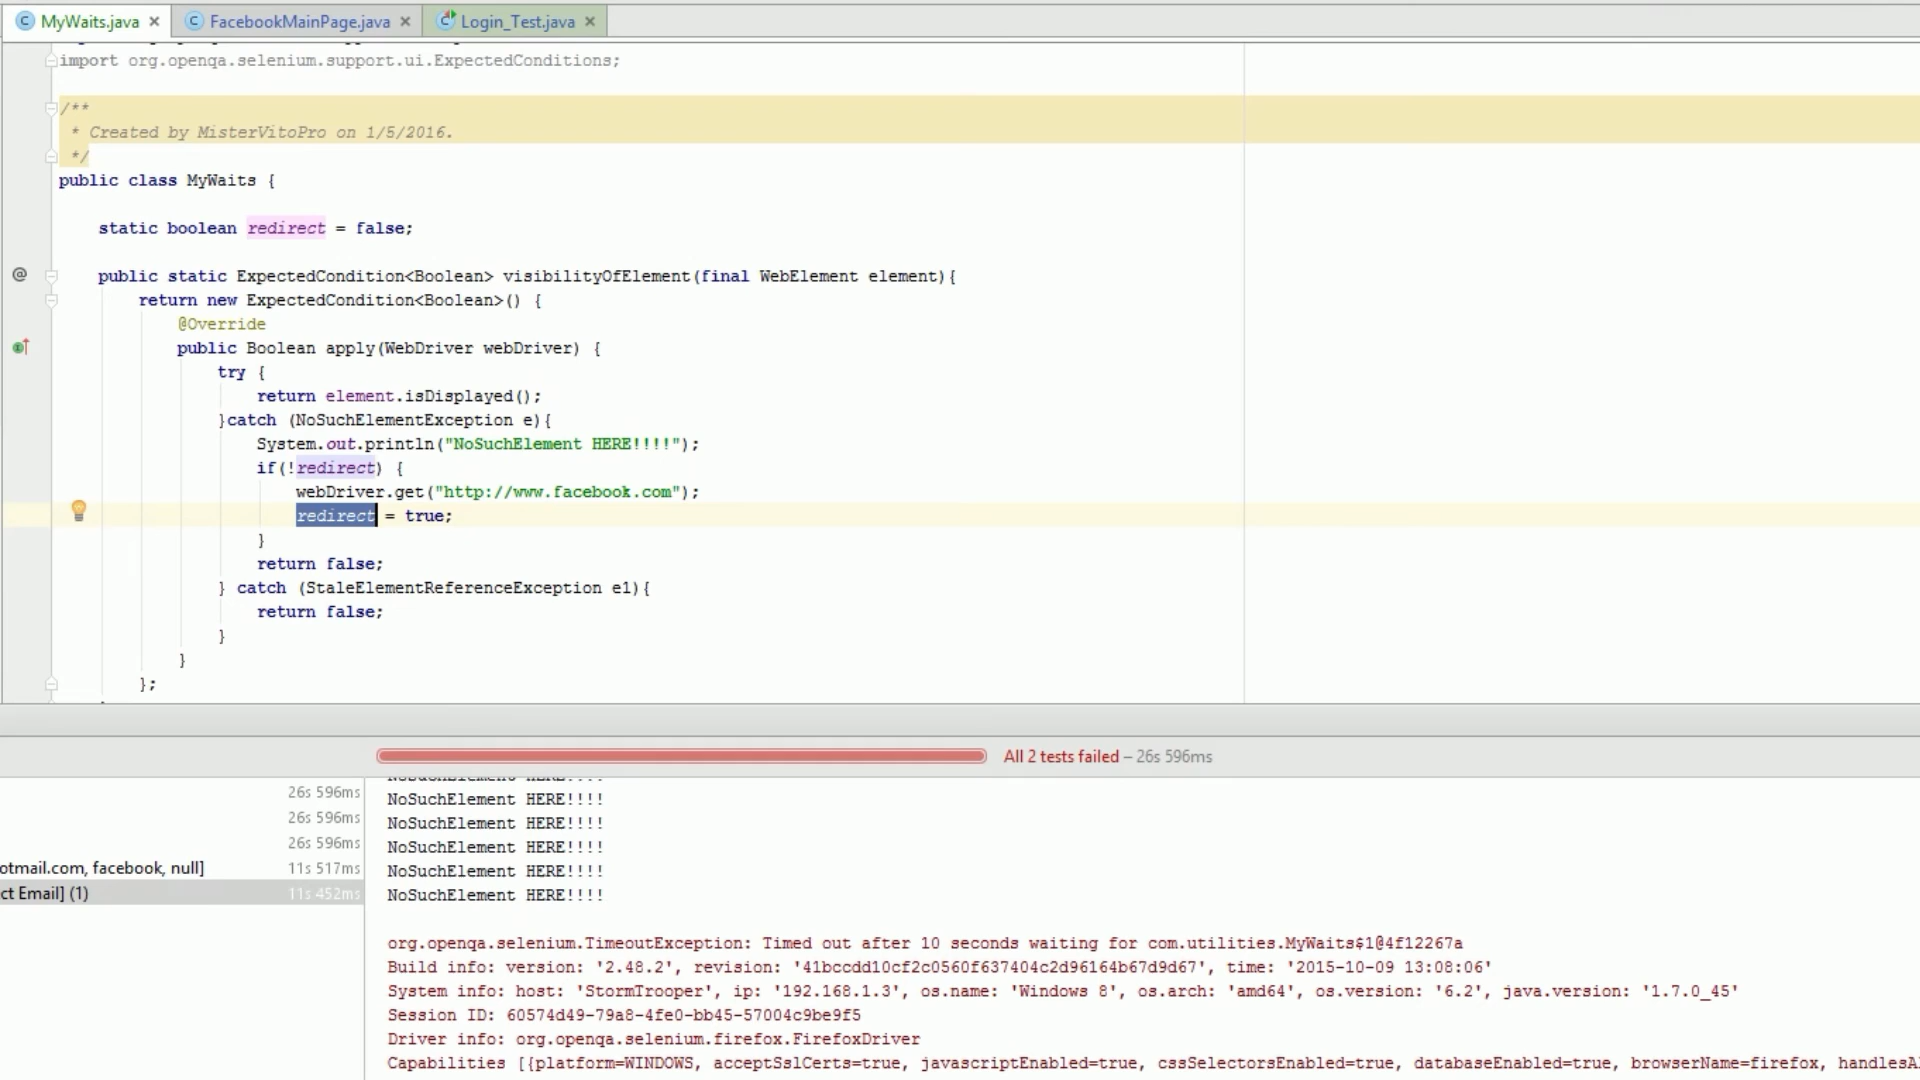 MyWaits.java × FacebookMainPage.java × Login_Test.java ×
import org.openqa.selenium.support.ui.ExpectedConditions;
/**
* Created by MisterVitoPro on 1/5/2016.
*/
public class MyWaits {
static boolean redirect = false;
public static ExpectedCondition<Boolean> visibilityOfElement(final WebElement element){
return new ExpectedCondition<Boolean>() {
@Override
public Boolean apply(WebDriver webDriver) {
try {
return element.isDisplayed();
}catch (NoSuchElementException e){
System.out.println("NoSuchElement HERE!!!!");
if(!redirect) {
webDriver.get("http://www.facebook.com");
redirect = true;
}
return false;
} catch (StaleElementReferenceException e1){
return false;
}
}
};
All 2 tests failed – 26s 596ms
26s 596ms
26s 596ms
26s 596ms
otmail.com, facebook, null] 11s 517ms
ct Email] (1) 11s 452ms
NoSuchElement HERE!!!!
NoSuchElement HERE!!!!
NoSuchElement HERE!!!!
NoSuchElement HERE!!!!
NoSuchElement HERE!!!!
NoSuchElement HERE!!!!
org.openqa.selenium.TimeoutException: Timed out after 10 seconds waiting for com.utilities.MyWaits$1@4f12267a
Build info: version: '2.48.2', revision: '41bccdd10cf2c0560f637404c2d96164b67d9d67', time: '2015-10-09 13:08:06'
System info: host: 'StormTrooper', ip: '192.168.1.3', os.name: 'Windows 8', os.arch: 'amd64', os.version: '6.2', java.version: '1.7.0_45'
Session ID: 60574d49-79a8-4fe0-bb45-57004c9be9f5
Driver info: org.openqa.selenium.firefox.FirefoxDriver
Capabilities [{platform=WINDOWS, acceptSslCerts=true, javascriptEnabled=true, cssSelectorsEnabled=true, databaseEnabled=true, browserName=firefox, handlesAl